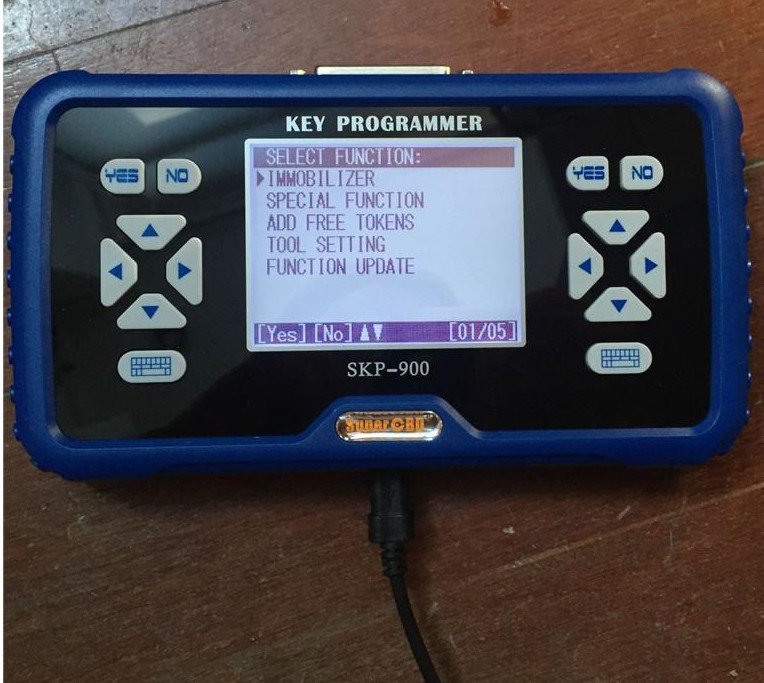 KEY PROGRAMMER
SELECT FUNCTION:
IMMOBILIZER
SPECIAL FUNCTION
ADD FREE TOKENS
TOOL SETTING
FUNCTION UPDATE
[Yes] [No] [01/05]
YES NO
YES NO
SKP-900
SuperOBD